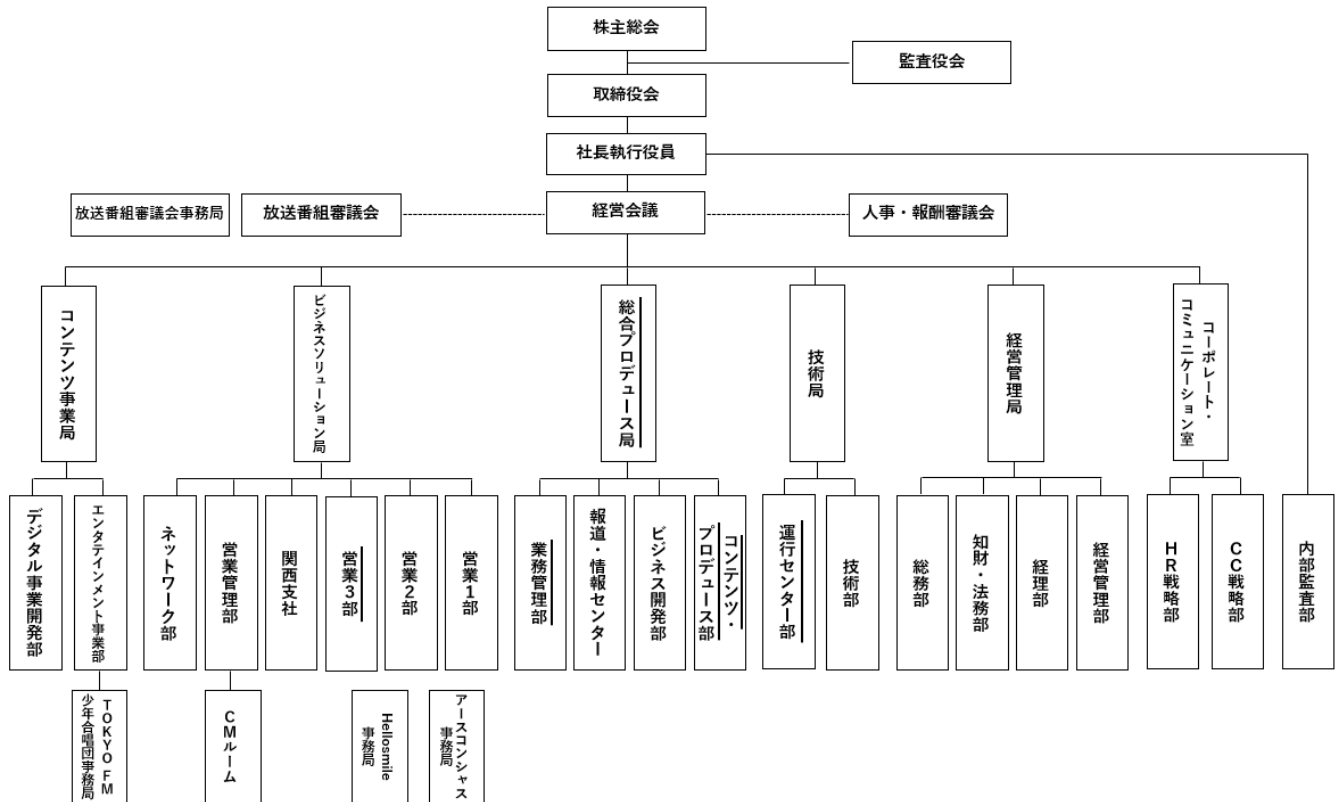 株主総会
監査役会
取締役会
社長執行役員
放送番組審議会事務局
放送番組審議会
経営会議
人事・報酬審議会
コンテンツ事業局
ビジネスソリューション局
総合プロデュース局
技術局
経営管理局
コーポレート・
コミュニケーション室
デジタル事業開発部
エンタテインメント事業部
ネットワーク部
営業管理部
関西支社
営業3部
営業2部
営業1部
業務管理部
報道・情報センター
ビジネス開発部
コンテンツ・
プロデュース部
運行センター部
技術部
総務部
知財・法務部
経理部
経営管理部
HR戦略部
CC戦略部
内部監査部
TOKYO FM
少年合唱団事務局
CMルーム
Hellosmile
事務局
アースコンシャス
事務局